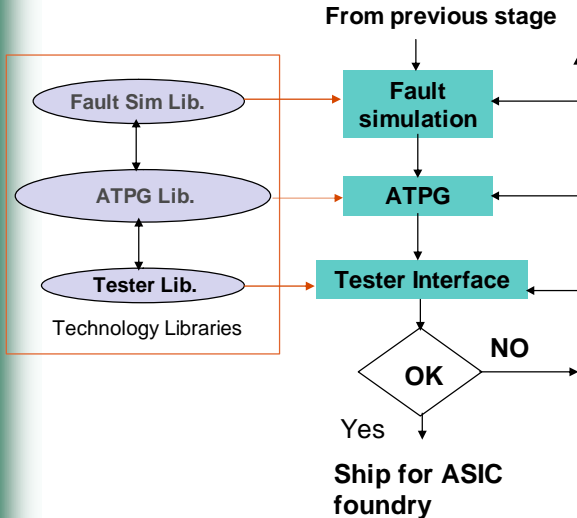 From previous stage
Fault Sim Lib.
Fault
simulation
ATPG Lib.
ATPG
Tester Lib.
Tester Interface
Technology Libraries
OK
NO
Yes
Ship for ASIC
foundry